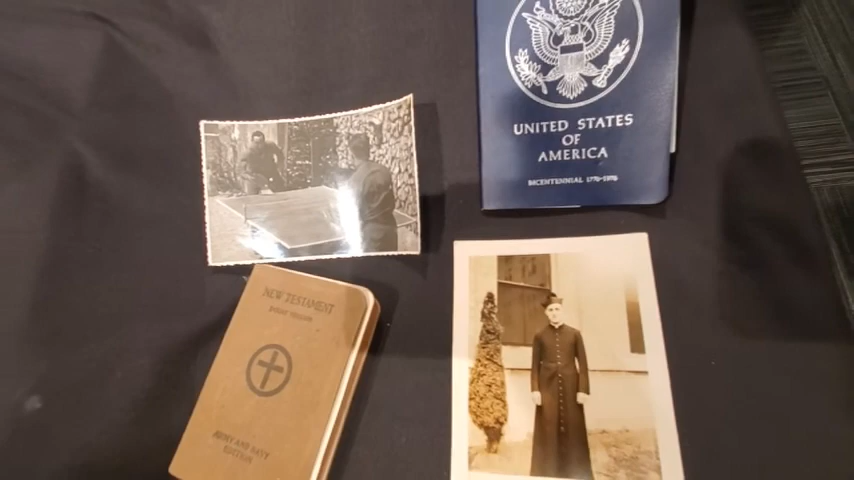 UNITED STATES
OF
AMERICA
BICENTENNIAL 1776-1976
NEW TESTAMENT
ARMY AND NAVY
EDITION